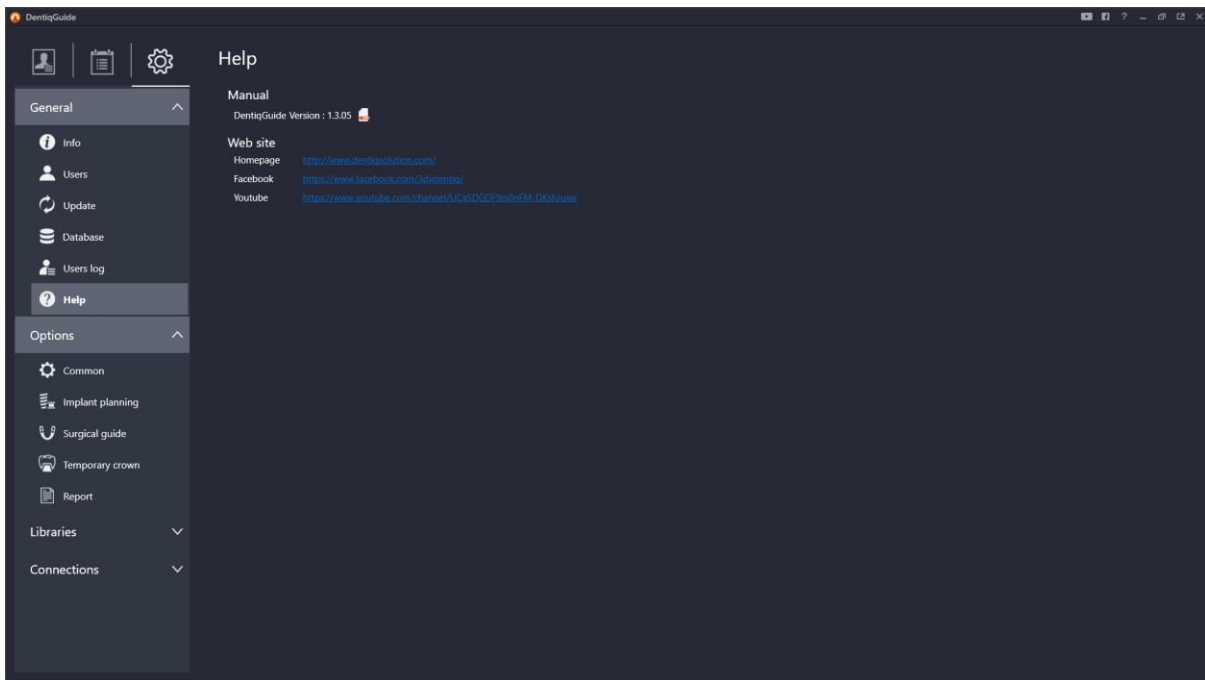 DentiqGuide
Help
General
Info
Users
Update
Database
Users log
Help
Options
Common
Implant planning
Surgical guide
Temporary crown
Report
Libraries
Connections
Manual
DentiqGuide Version : 1.3.05
Web site
Homepage http://www.dentiqsolution.com/
Facebook https://www.facebook.com/3diidentiq/
Youtube